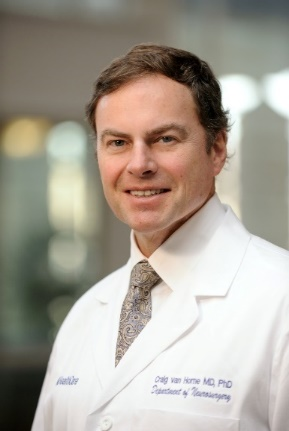 Craig van Horne MD, PhD
Department of Neurosurgery